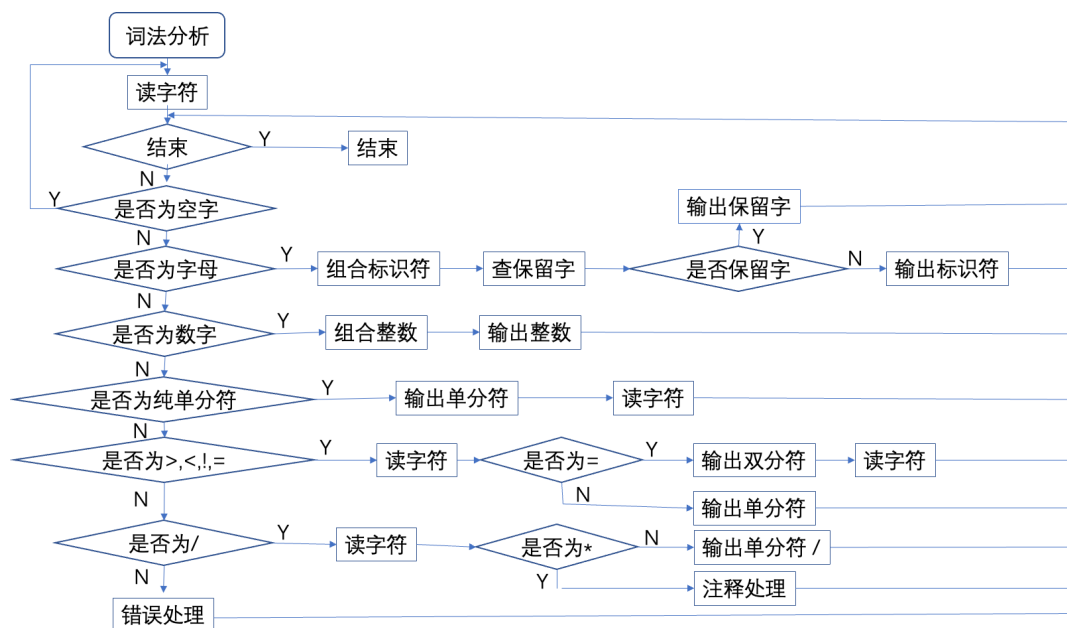 词法分析
读字符
结束
Y
结束
N
Y
是否为空字
输出保留字
N
Y
是否为字母
Y
组合标识符
查保留字
是否保留字
N
输出标识符
N
是否为数字
Y
组合整数
输出整数
N
是否为纯单分符
Y
输出单分符
读字符
N
是否为>,<,!,=
Y
读字符
是否为=
Y
输出双分符
读字符
N
N
输出单分符
是否为/
Y
读字符
是否为*
N
输出单分符 /
N
Y
注释处理
错误处理